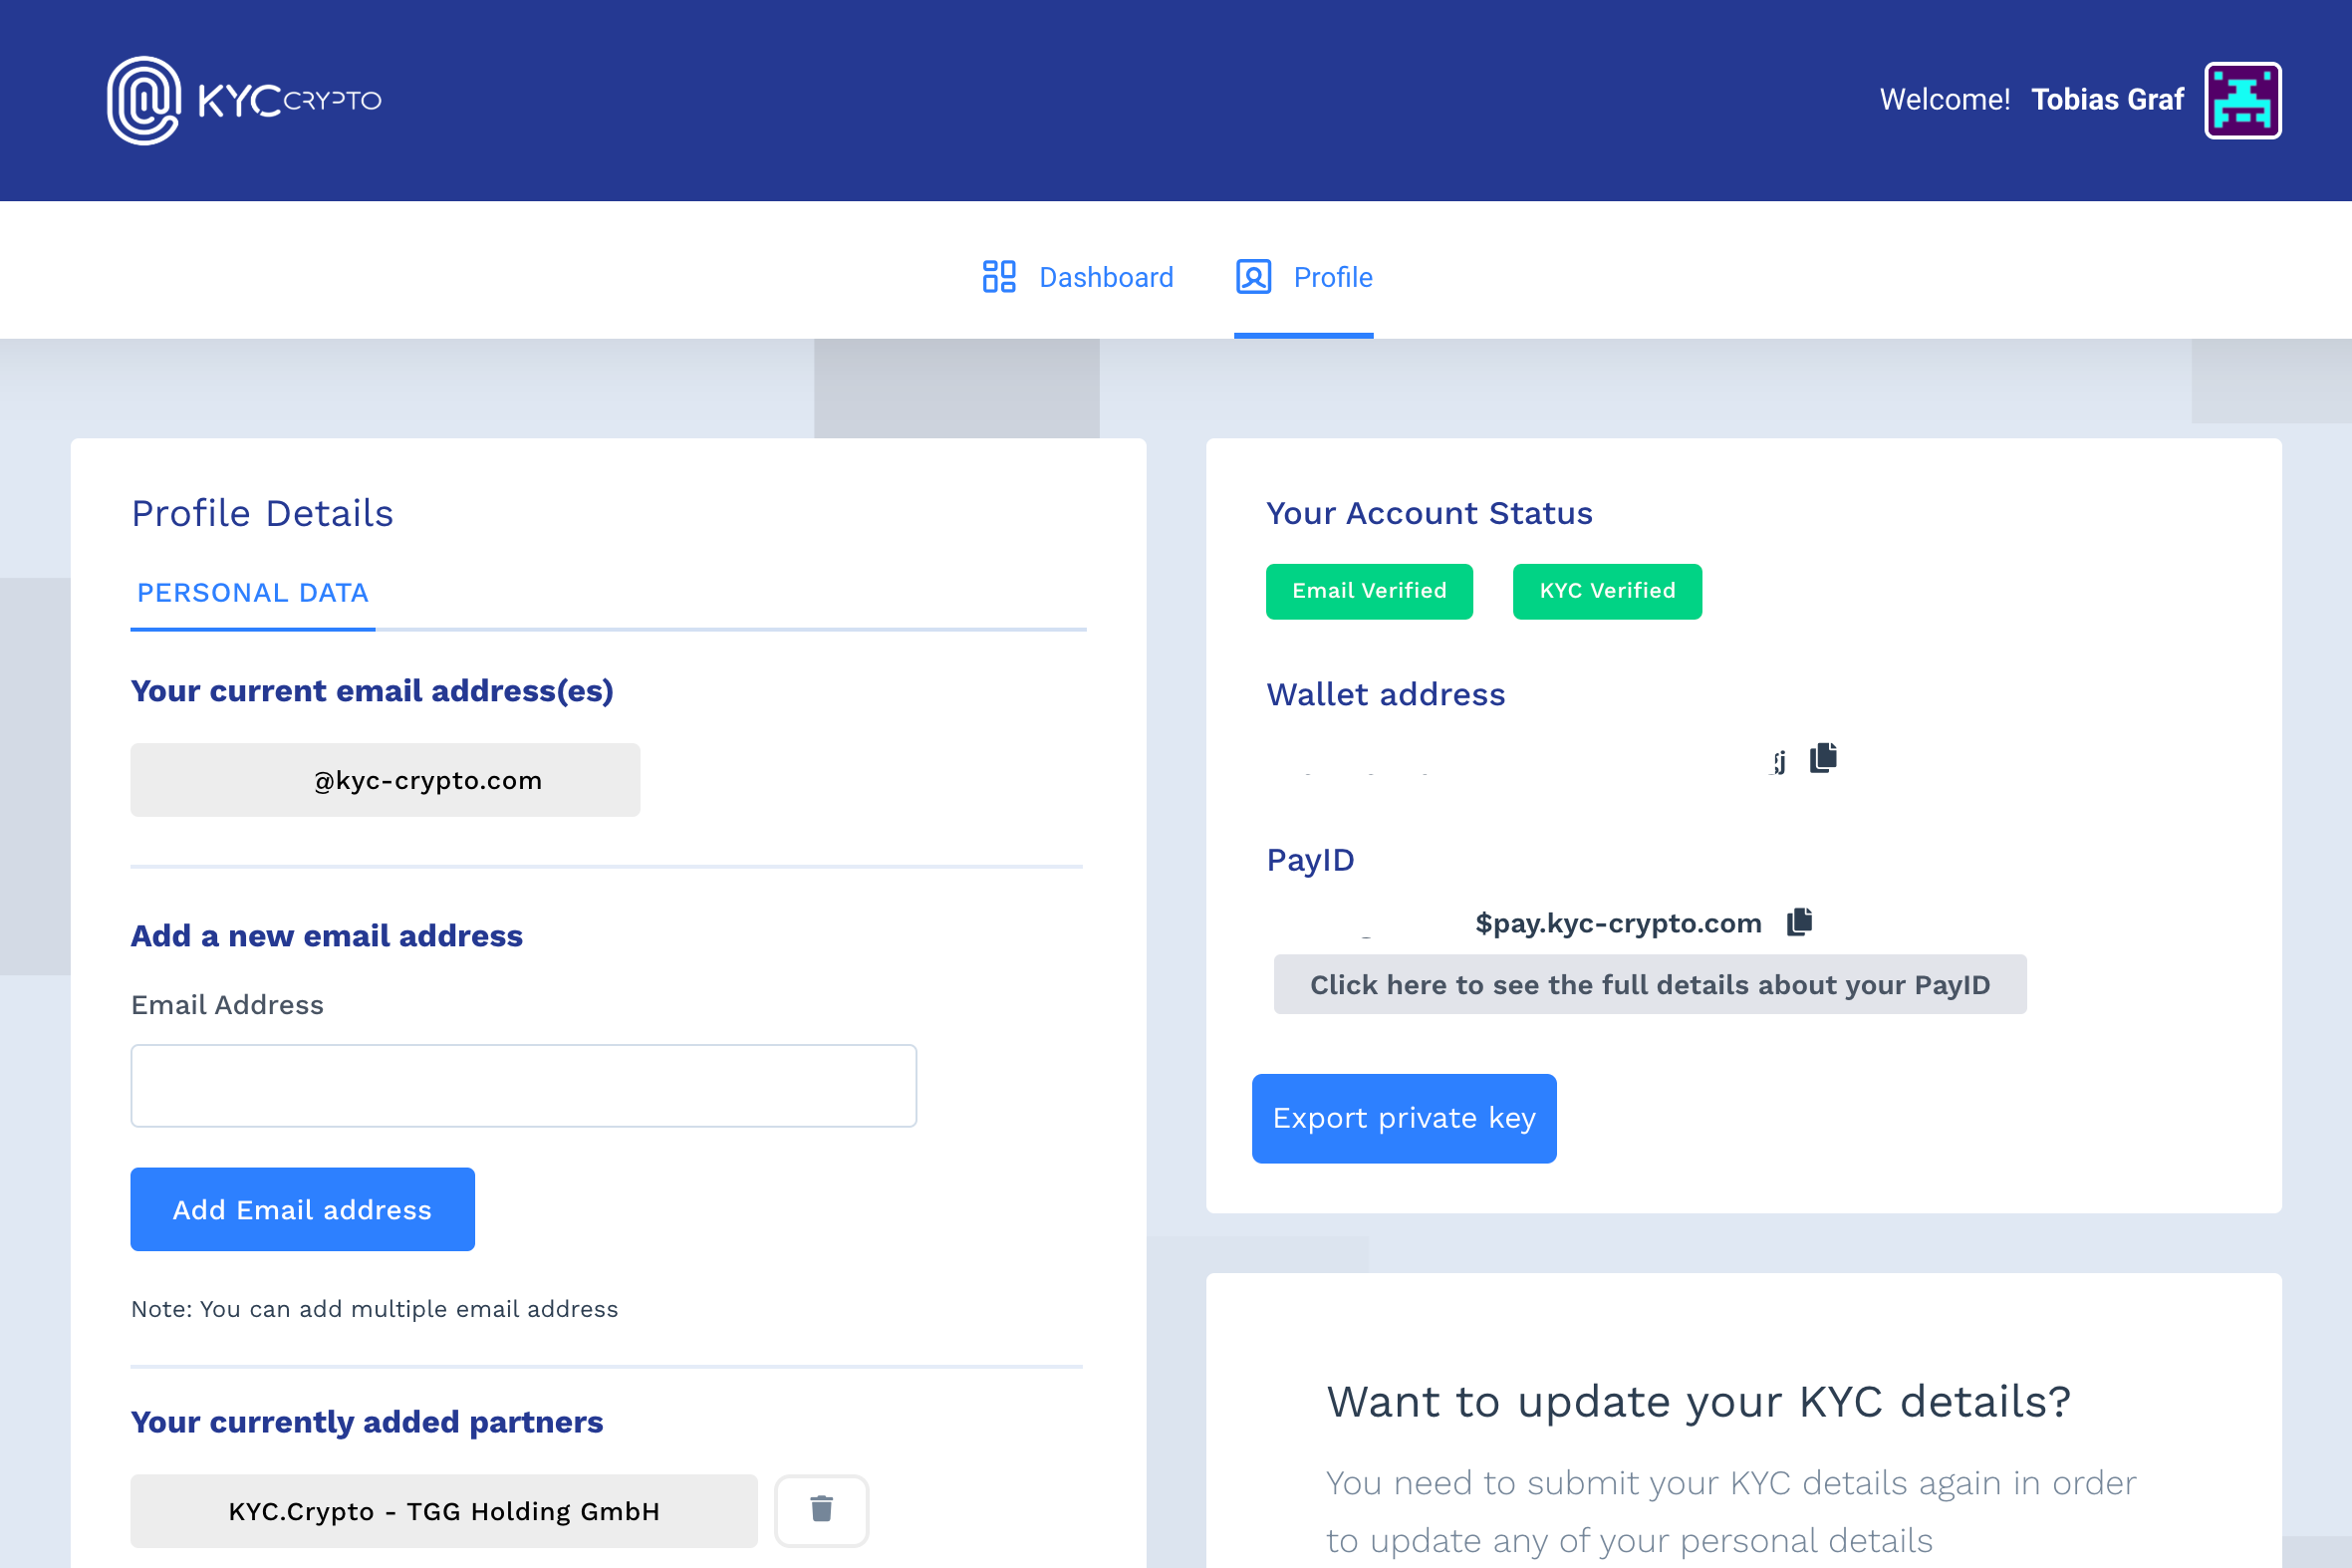 KYC CRYPTO
Welcome! Tobias Graf
Dashboard
Profile
Profile Details
PERSONAL DATA
Your current email address(es)
@kyc-crypto.com
Add a new email address
Email Address
Add Email address
Note: You can add multiple email address
Your currently added partners
KYC.Crypto - TGG Holding GmbH
Your Account Status
Email Verified
KYC Verified
Wallet address
PayID
$pay.kyc-crypto.com
Click here to see the full details about your PayID
Export private key
Want to update your KYC details?
You need to submit your KYC details again in order
to update any of your personal details